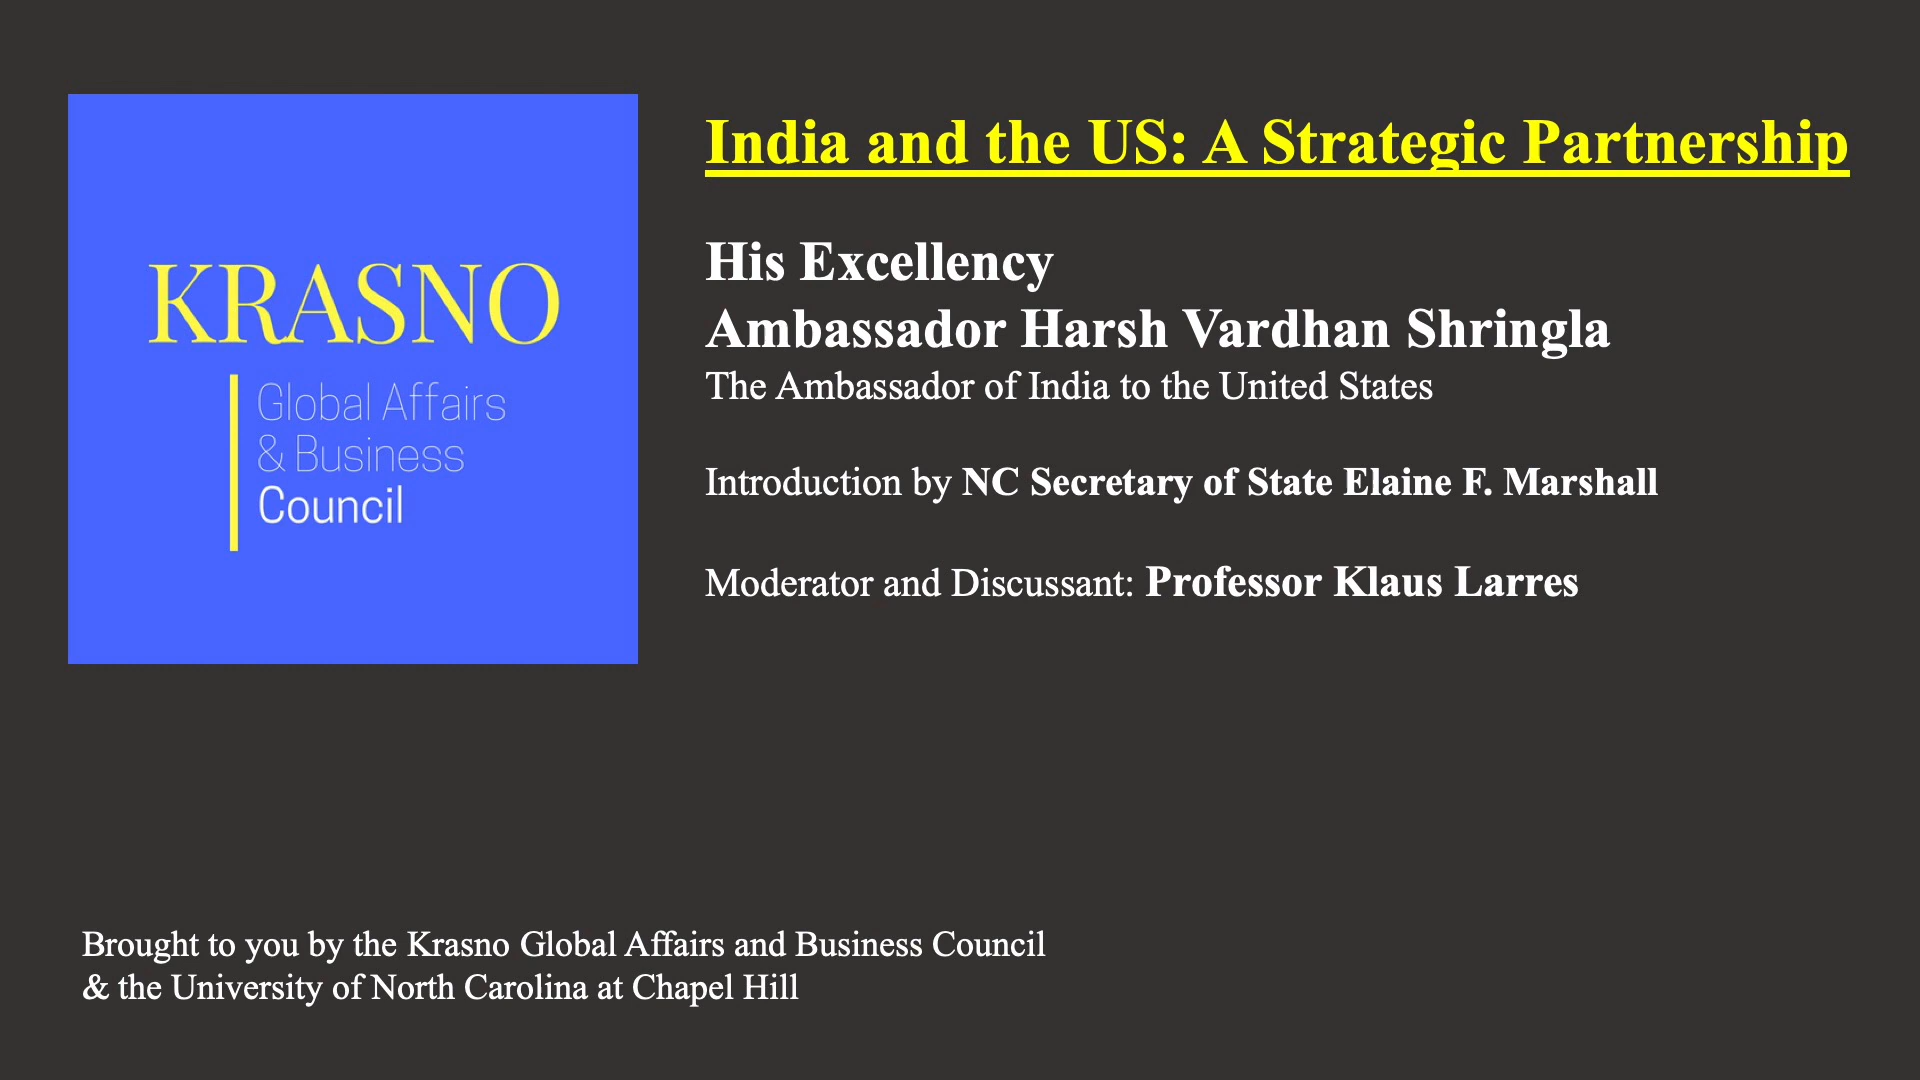 KRASNO
Global Affairs
& Business
Council
India and the US: A Strategic Partnership
His Excellency
Ambassador Harsh Vardhan Shringla
The Ambassador of India to the United States
Introduction by NC Secretary of State Elaine F. Marshall
Moderator and Discussant: Professor Klaus Larres
Brought to you by the Krasno Global Affairs and Business Council
& the University of North Carolina at Chapel Hill